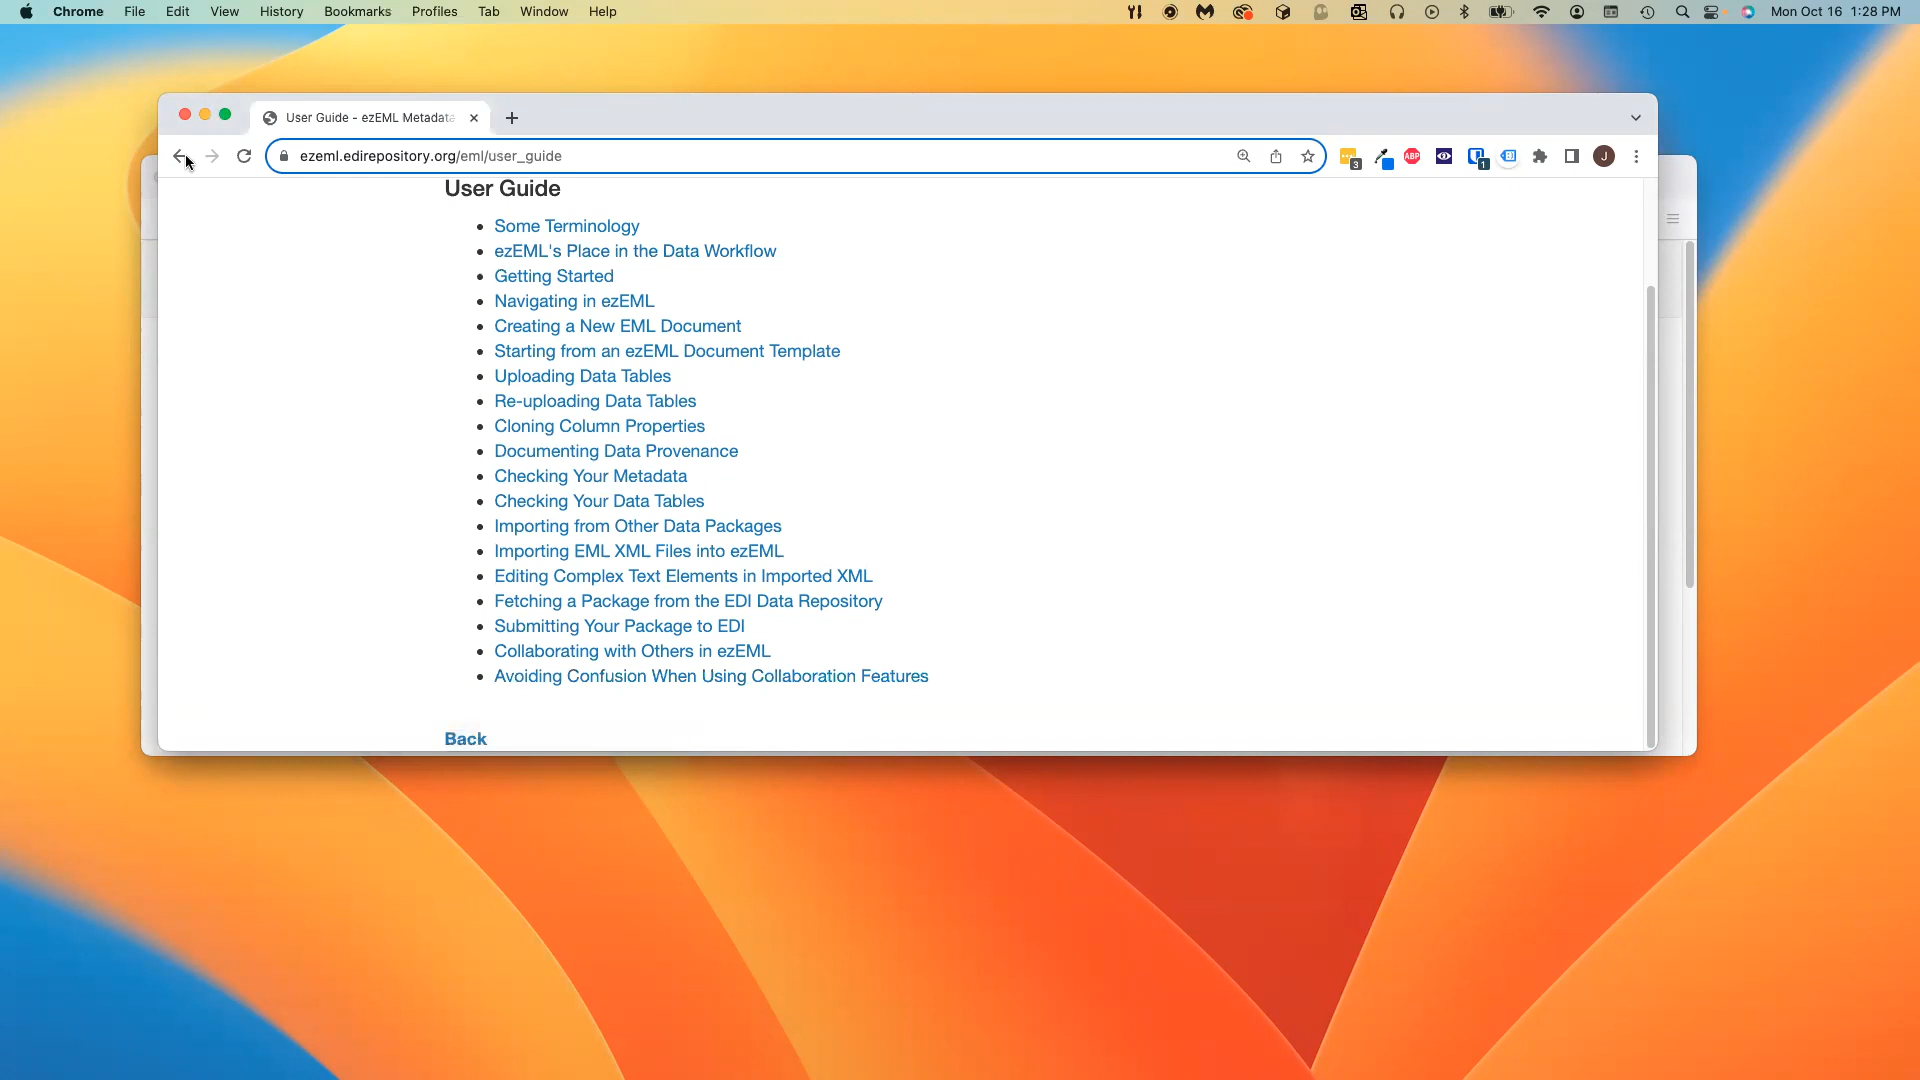 Chrome File Edit View History Bookmarks Profiles Tab Window Help Mon Oct 16 1:28 PM
User Guide - ezEML Metadata
ezeml.edirepository.org/eml/user_guide
3 ABP 1 J
User Guide
Some Terminology
ezEML's Place in the Data Workflow
Getting Started
Navigating in ezEML
Creating a New EML Document
Starting from an ezEML Document Template
Uploading Data Tables
Re-uploading Data Tables
Cloning Column Properties
Documenting Data Provenance
Checking Your Metadata
Checking Your Data Tables
Importing from Other Data Packages
Importing EML XML Files into ezEML
Editing Complex Text Elements in Imported XML
Fetching a Package from the EDI Data Repository
Submitting Your Package to EDI
Collaborating with Others in ezEML
Avoiding Confusion When Using Collaboration Features
Back